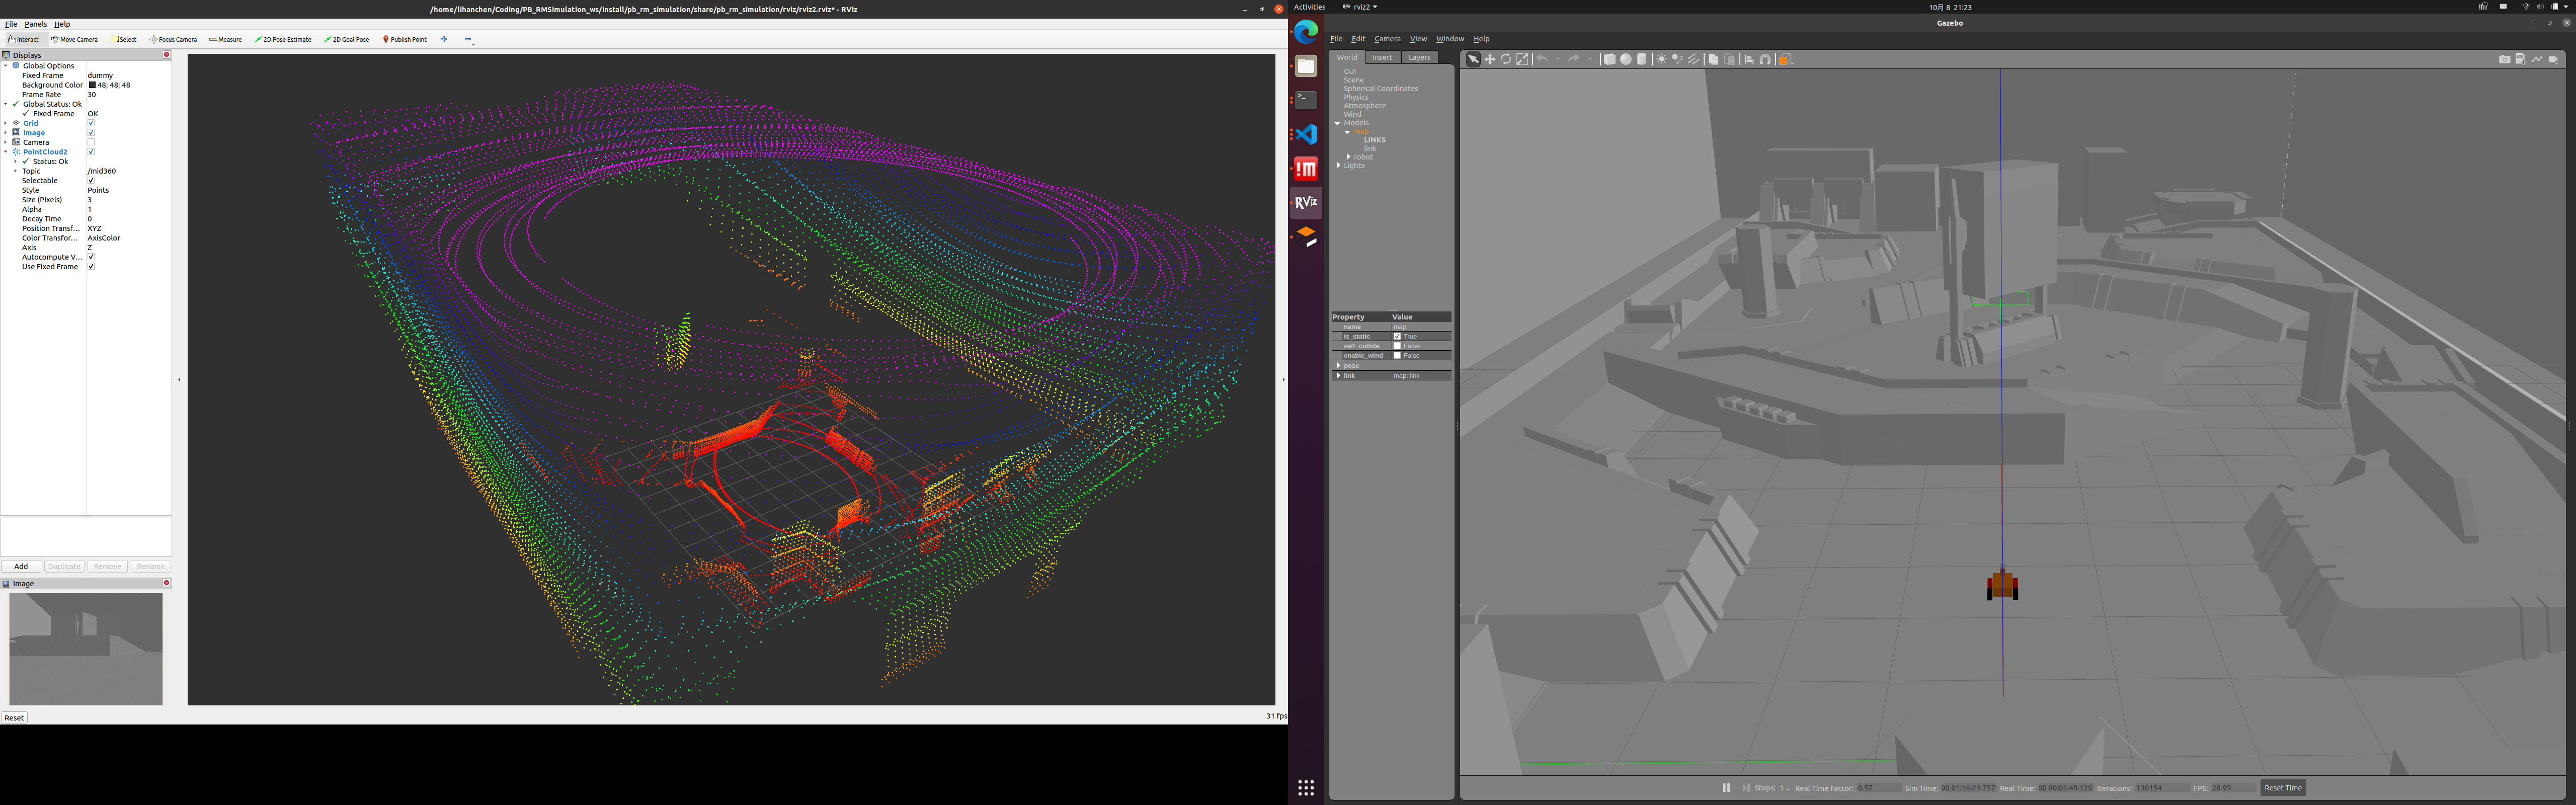 /home/lihanchen/Coding/PB_RMSimulation_ws/install/pb_rm_simulation/share/pb_rm_simulation/rviz/rviz2.rviz* - RViz
File Panels Help
Interact Move Camera Select Focus Camera Measure 2D Pose Estimate 2D Goal Pose Publish Point
Displays
Global Options
Fixed Frame dummy
Background Color 48; 48; 48
Frame Rate 30
Global Status: Ok
Fixed Frame OK
Grid
Image
Camera
PointCloud2
Status: Ok
Topic /mid360
Selectable
Style Points
Size (Pixels) 3
Alpha 1
Decay Time 0
Position Transf... XYZ
Color Transfor... AxisColor
Axis Z
Autocompute V...
Use Fixed Frame
Add Duplicate Remove Rename
Image
Reset
31 fps
Activities rviz2 10月 8 21:23
RViz
Gazebo
File Edit Camera View Window Help
World Insert Layers
GUI
Scene
Spherical Coordinates
Physics
Atmosphere
Wind
Models
map
LINKS
link
robot
Lights
Property Value
name map
is_static True
self_collide False
enable_wind False
pose
link map::link
Steps: 1 Real Time Factor: 0.57 Sim Time: 00 01:16:23.757 Real Time: 00 00:03:49.129 Iterations: 130154 FPS: 28.99 Reset Time